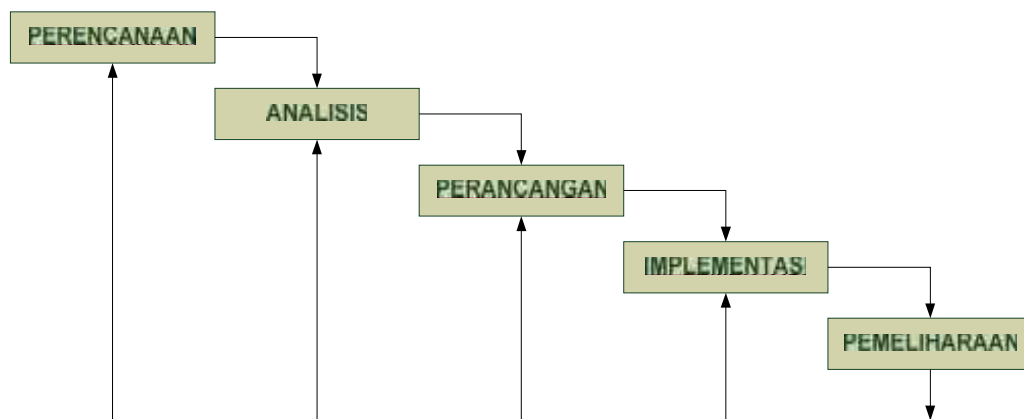 PERENCANAAN
ANALISIS
PERANCANGAN
IMPLEMENTASI
PEMELIHARAAN